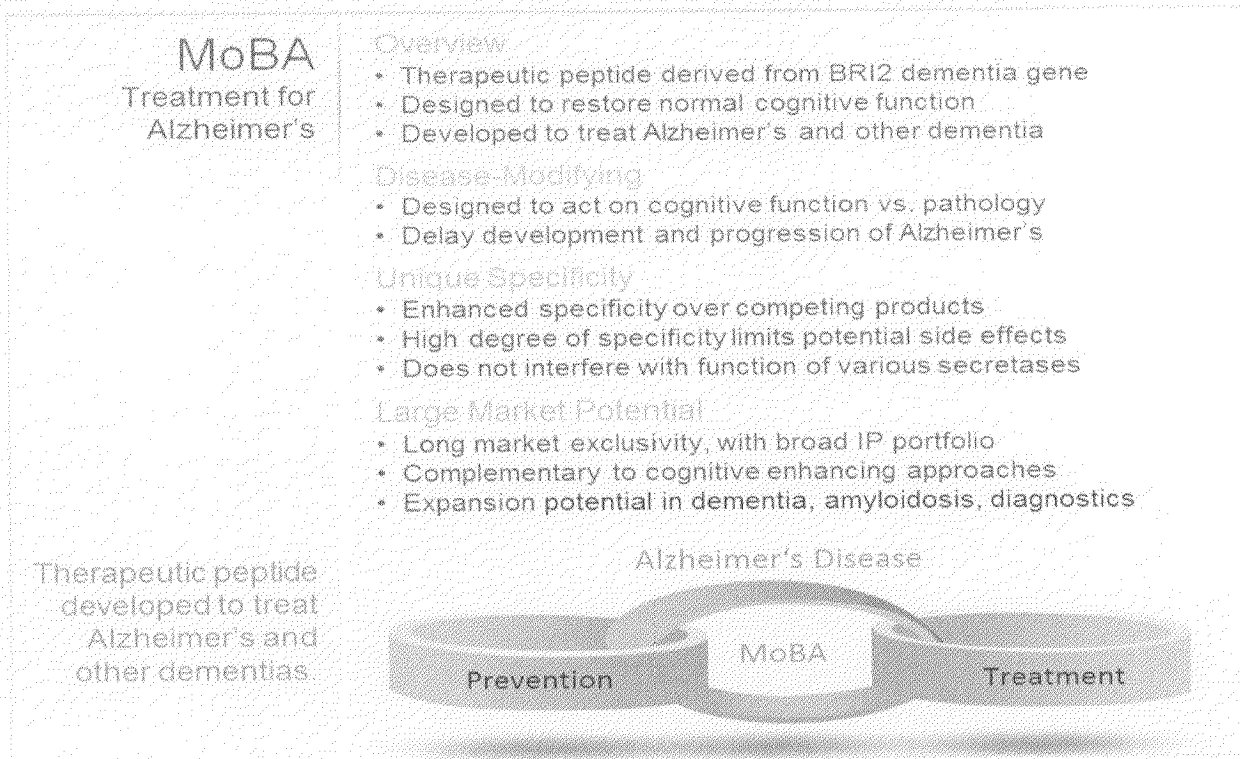 MoBA
Treatment for
Alzheimer's
Overview
• Therapeutic peptide derived from BRI2 dementia gene
• Designed to restore normal cognitive function
• Developed to treat Alzheimer's and other dementia
Disease-Modifying
• Designed to act on cognitive function vs. pathology
• Delay development and progression of Alzheimer's
Unique Specificity
• Enhanced specificity over competing products
• High degree of specificity limits potential side effects
• Does not interfere with function of various secretases
Large Market Potential
• Long market exclusivity, with broad IP portfolio
• Complementary to cognitive enhancing approaches
• Expansion potential in dementia, amyloidosis, diagnostics
Therapeutic peptide
developed to treat
Alzheimer's and
other dementias.
Alzheimer's Disease
MoBA
Prevention
Treatment